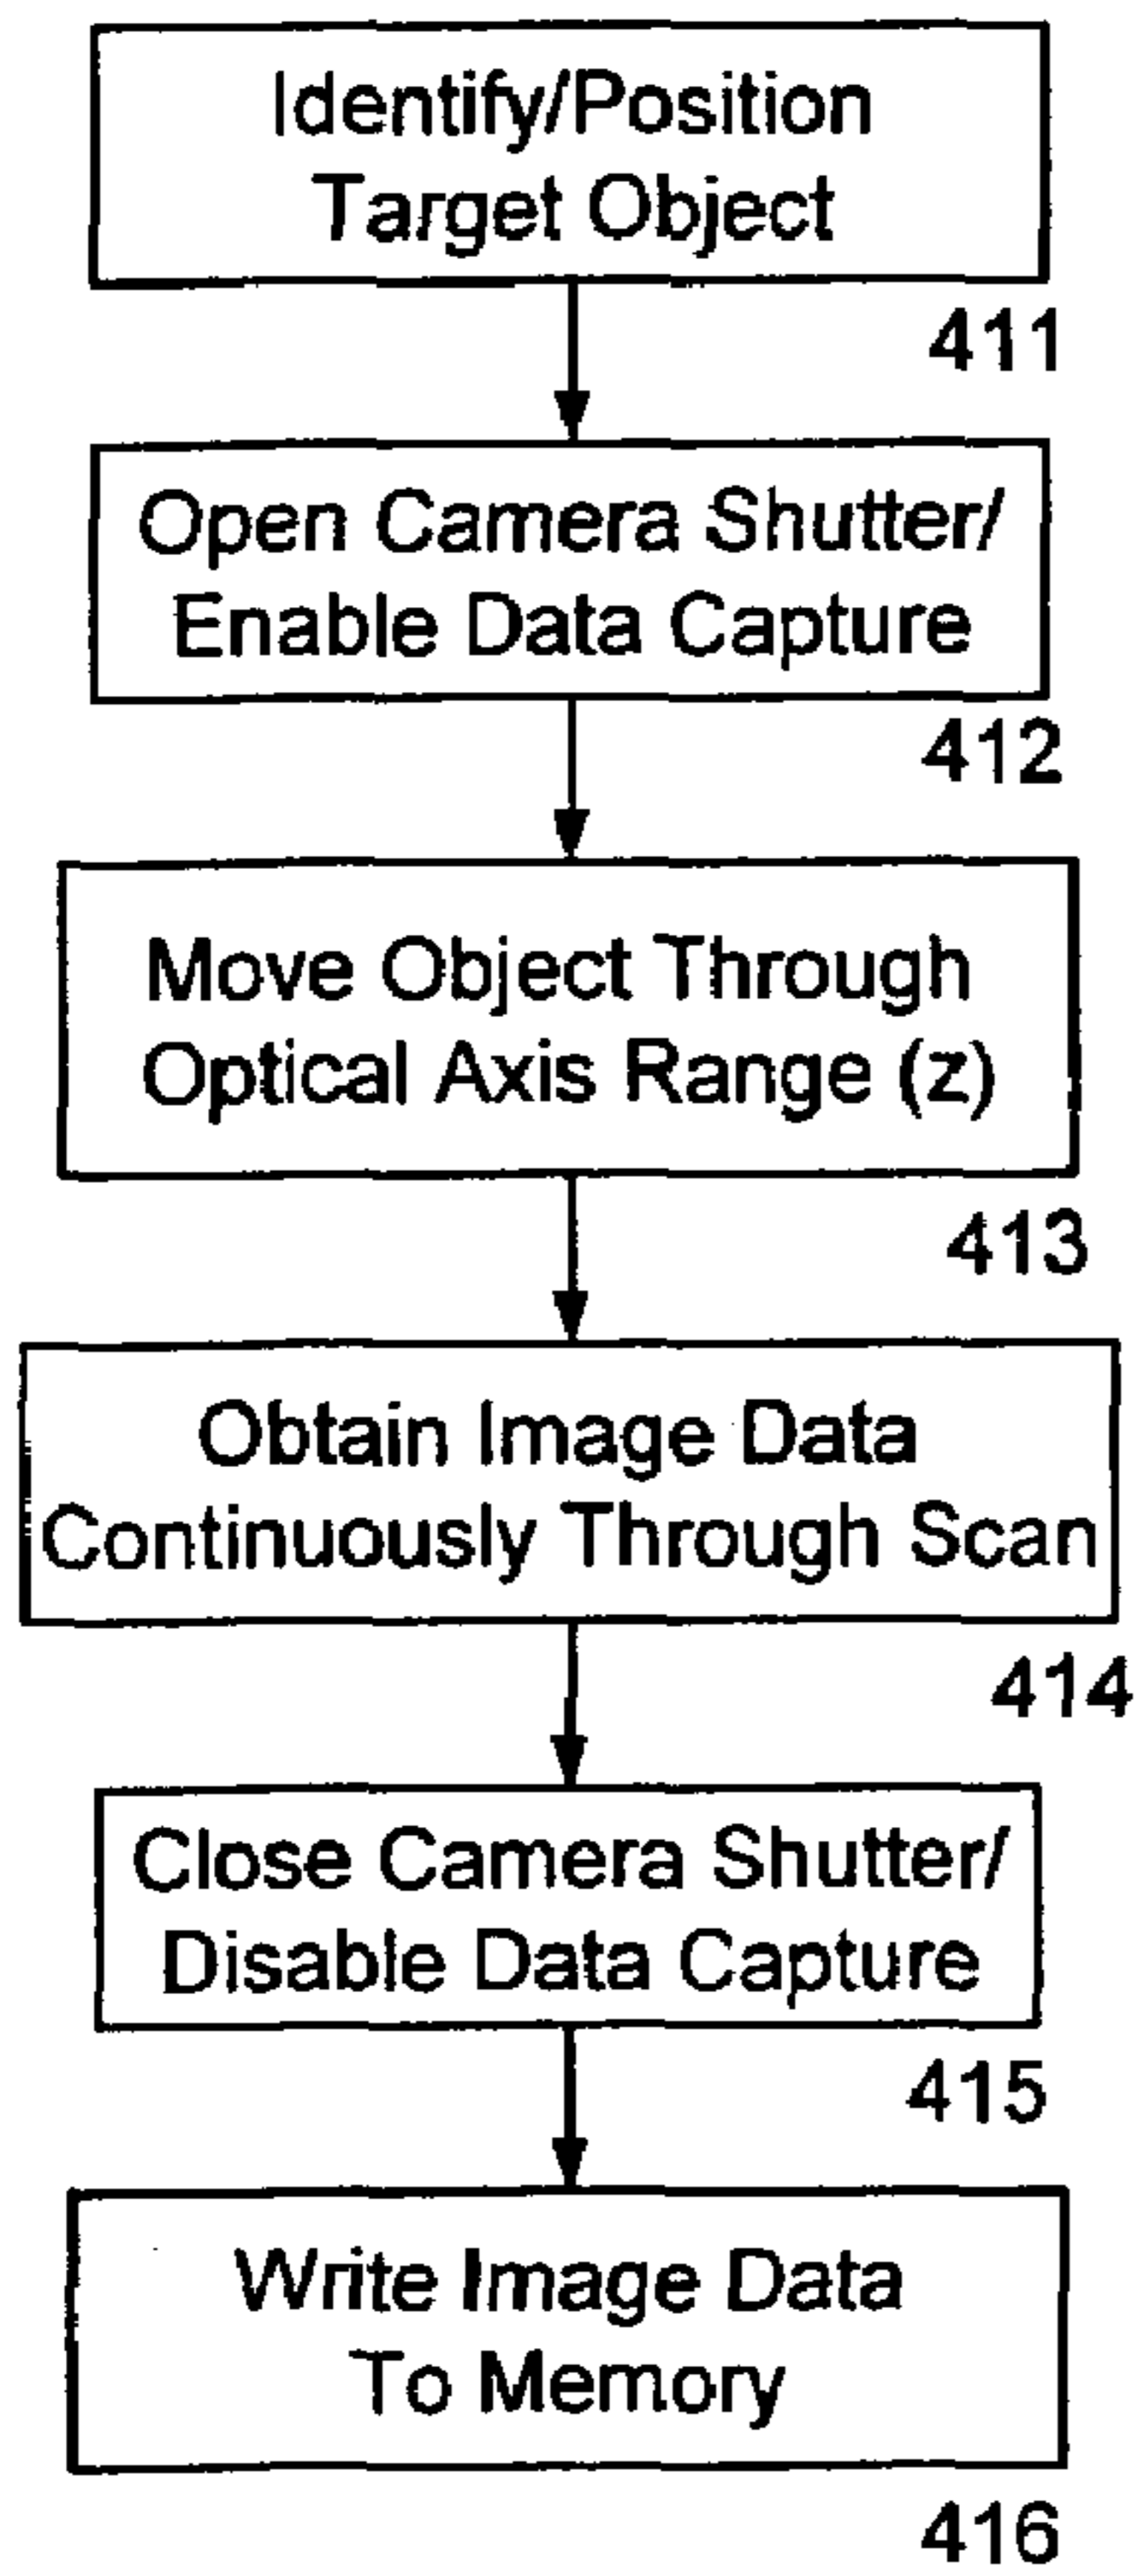 Identify/Position
Target Object
411
Open Camera Shutter/
Enable Data Capture
412
Move Object Through
Optical Axis Range (z)
413
Obtain Image Data
Continuously Through Scan
414
Close Camera Shutter/
Disable Data Capture
415
Write Image Data
To Memory
416